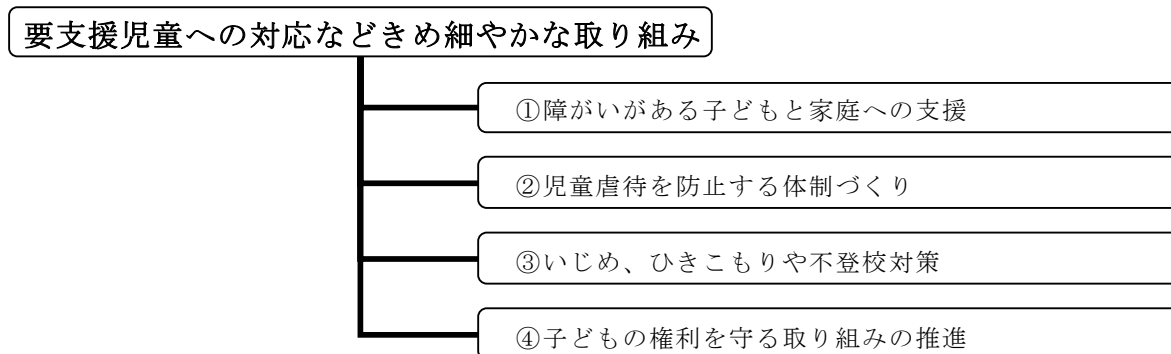 要支援児童への対応などきめ細やかな取り組み
①障がいがある子どもと家庭への支援
②児童虐待を防止する体制づくり
③いじめ、ひきこもりや不登校対策
④子どもの権利を守る取り組みの推進